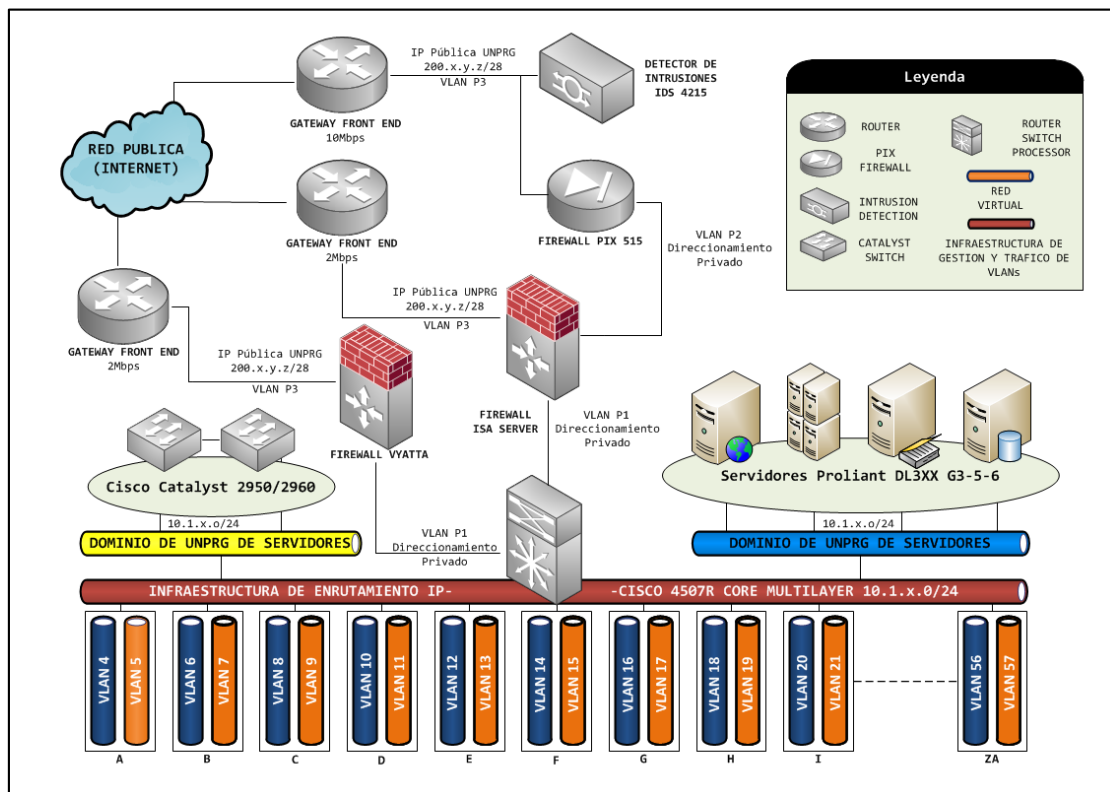 IP Pública UNPRG
200.x.y.z/28
VLAN P3
DETECTOR DE
INTRUSIONES
IDS 4215
GATEWAY FRONT END
10Mbps
RED PUBLICA
(INTERNET)
GATEWAY FRONT END
2Mbps
FIREWALL PIX 515
VLAN P2
Direccionamiento
Privado
Leyenda
ROUTER
PIX
FIREWALL
INTRUSION
DETECTION
CATALYST
SWITCH
ROUTER
SWITCH
PROCESSOR
RED
VIRTUAL
INFRAESTRUCTURA DE
GESTION Y TRAFICO DE
VLANs
IP Pública UNPRG
200.x.y.z/28
VLAN P3
GATEWAY FRONT END
2Mbps
IP Pública UNPRG
200.x.y.z/28
VLAN P3
FIREWALL
ISA SERVER
VLAN P1
Direccionamiento
Privado
FIREWALL VYATTA
Cisco Catalyst 2950/2960
Servidores Proliant DL3XX G3-5-6
10.1.x.o/24
DOMINIO DE UNPRG DE SERVIDORES
VLAN P1
Direccionamiento
Privado
10.1.x.o/24
DOMINIO DE UNPRG DE SERVIDORES
INFRAESTRUCTURA DE ENRUTAMIENTO IP-
-CISCO 4507R CORE MULTILAYER 10.1.x.0/24
VLAN 4
VLAN 5
VLAN 6
VLAN 7
VLAN 8
VLAN 9
VLAN 10
VLAN 11
VLAN 12
VLAN 13
VLAN 14
VLAN 15
VLAN 16
VLAN 17
VLAN 18
VLAN 19
VLAN 20
VLAN 21
VLAN 56
VLAN 57
A
B
C
D
E
F
G
H
I
ZA